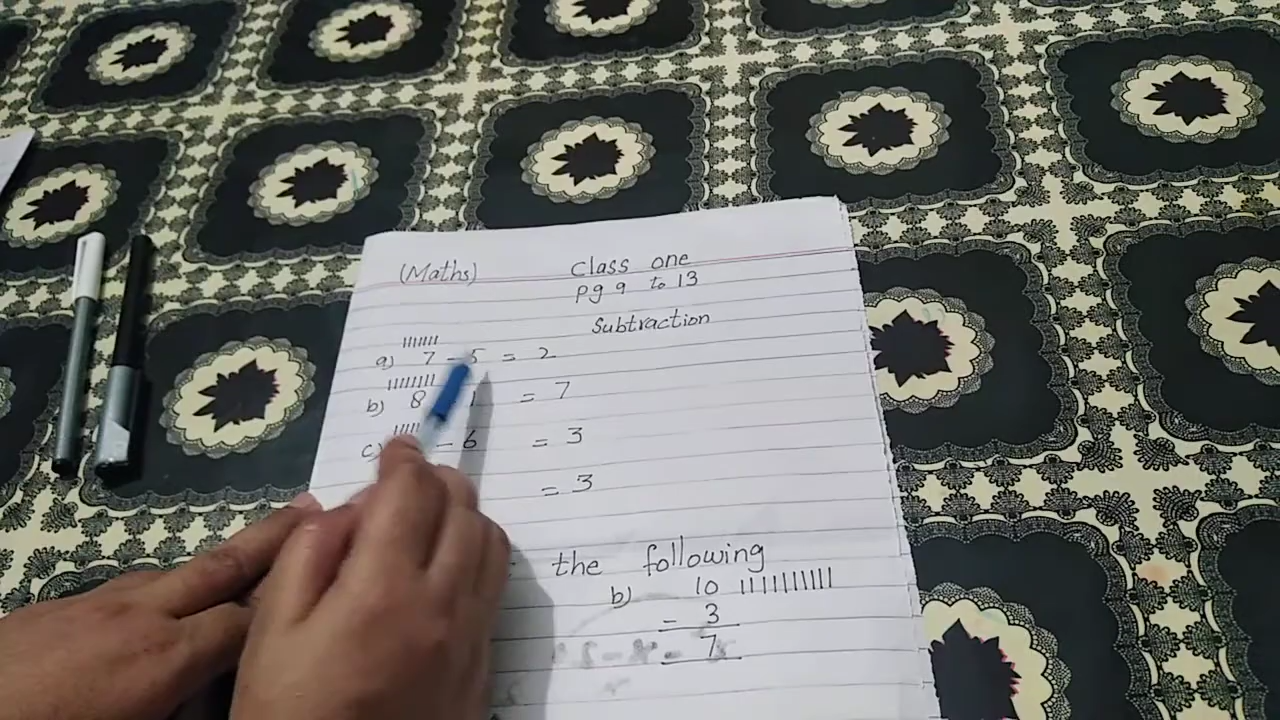 (Maths) Class one
Pg 9 to 13
Subtraction
a) 7 - 5 = 2
b) 8 1 = 7
c) - 6 = 3
= 3
the following
b) 10
- 3
7